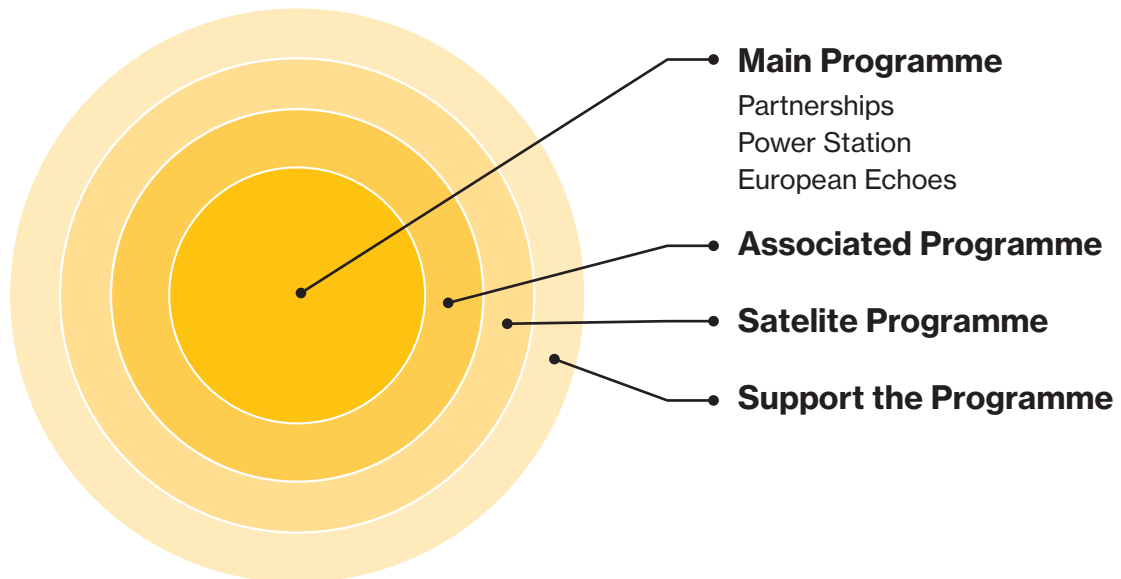 Main Programme
Partnerships
Power Station
European Echoes
Associated Programme
Satelite Programme
Support the Programme